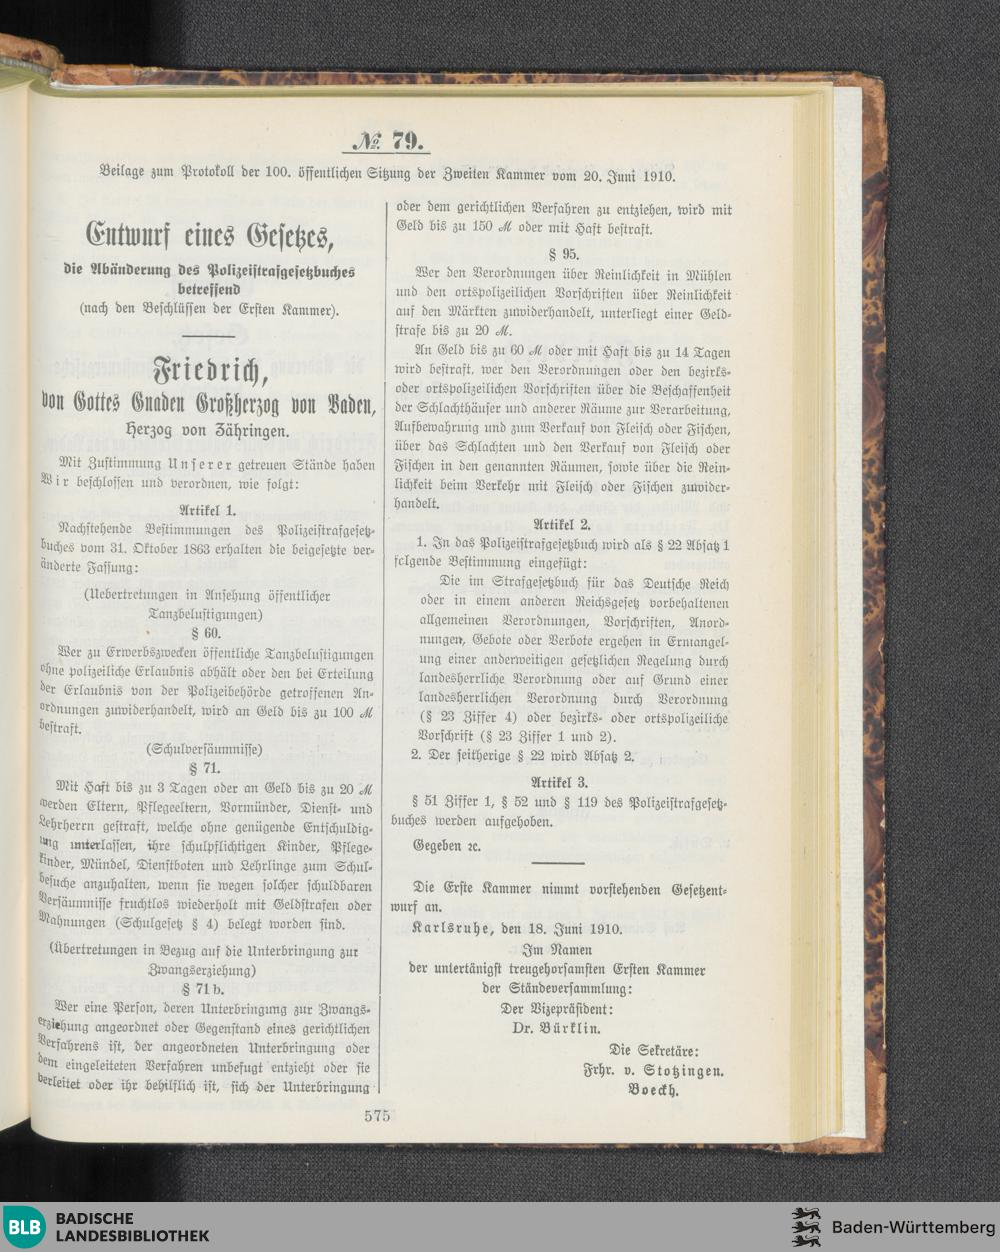 № 79.
Beilage zum Protokoll der 100. öffentlichen Sitzung der Zweiten Kammer vom 20. Juni 1910.
Entwurf eines Gesetzes,
die Abänderung des Polizeistrafgesetzbuches
betreffend
(nach den Beschlüssen der Ersten Kammer).
Friedrich,
von Gottes Gnaden Großherzog von Baden,
Herzog von Zähringen.
Mit Zustimmung Unserer getreuen Stände haben
Wir beschlossen und verordnen, wie folgt:
Artikel 1.
Nachstehende Bestimmungen des Polizeistrafgesetz-
buches vom 31. Oktober 1863 erhalten die beigesetzte ver-
änderte Fassung:
(Uebertretungen in Ansehung öffentlicher
Tanzbelustigungen)
§ 60.
Wer zu Erwerbszwecken öffentliche Tanzbelustigungen
ohne polizeiliche Erlaubnis abhält oder den bei Erteilung
der Erlaubnis von der Polizeibehörde getroffenen An-
ordnungen zuwiderhandelt, wird an Geld bis zu 100 ℳ
bestraft.
(Schulversäumnisse)
§ 71.
Mit Haft bis zu 3 Tagen oder an Geld bis zu 20 ℳ
werden Eltern, Pflegeeltern, Vormünder, Dienst- und
Lehrherrn gestraft, welche ohne genügende Entschuldig-
ung unterlassen, ihre schulpflichtigen Kinder, Pflege-
kinder, Mündel, Dienstboten und Lehrlinge zum Schul-
besuche anzuhalten, wenn sie wegen solcher schuldbaren
Versäumnisse fruchtlos wiederholt mit Geldstrafen oder
Mahnungen (Schulgesetz § 4) belegt worden sind.
(Übertretungen in Bezug auf die Unterbringung zur
Zwangserziehung)
§ 71 b.
Wer eine Person, deren Unterbringung zur Zwangs-
erziehung angeordnet oder Gegenstand eines gerichtlichen
Verfahrens ist, der angeordneten Unterbringung oder
dem eingeleiteten Verfahren unbefugt entzieht oder sie
verleitet oder ihr behilflich ist, sich der Unterbringung
oder dem gerichtlichen Verfahren zu entziehen, wird mit
Geld bis zu 150 ℳ oder mit Haft bestraft.
§ 95.
Wer den Verordnungen über Reinlichkeit in Mühlen
und den ortspolizeilichen Vorschriften über Reinlichkeit
auf den Märkten zuwiderhandelt, unterliegt einer Geld-
strafe bis zu 20 ℳ.
An Geld bis zu 60 ℳ oder mit Haft bis zu 14 Tagen
wird bestraft, wer den Verordnungen oder den bezirks-
oder ortspolizeilichen Vorschriften über die Beschaffenheit
der Schlachthäuser und anderer Räume zur Verarbeitung,
Aufbewahrung und zum Verkauf von Fleisch oder Fischen,
über das Schlachten und den Verkauf von Fleisch oder
Fischen in den genannten Räumen, sowie über die Rein-
lichkeit beim Verkehr mit Fleisch oder Fischen zuwider-
handelt.
Artikel 2.
1. In das Polizeistrafgesetzbuch wird als § 22 Absatz 1
folgende Bestimmung eingefügt:
Die im Strafgesetzbuch für das Deutsche Reich
oder in einem anderen Reichsgesetz vorbehaltenen
allgemeinen Verordnungen, Vorschriften, Anord-
nungen, Gebote oder Verbote ergehen in Ermangel-
ung einer anderweitigen gesetzlichen Regelung durch
landesherrliche Verordnung oder auf Grund einer
landesherrlichen Verordnung durch Verordnung
(§ 23 Ziffer 4) oder bezirks- oder ortspolizeiliche
Vorschrift (§ 23 Ziffer 1 und 2).
2. Der seitherige § 22 wird Absatz 2.
Artikel 3.
§ 51 Ziffer 1, § 52 und § 119 des Polizeistrafgesetz-
buches werden aufgehoben.
Gegeben ꝛc.
Die Erste Kammer nimmt vorstehenden Gesetzent-
wurf an.
Karlsruhe, den 18. Juni 1910.
Im Namen
der untertänigst treugehorsamsten Ersten Kammer
der Ständeversammlung:
Der Vizepräsident:
Dr. Bürklin.
Die Sekretäre:
Frhr. v. Stotzingen.
Boeckh.
575
BLB BADISCHE
LANDESBIBLIOTHEK
Baden-Württemberg